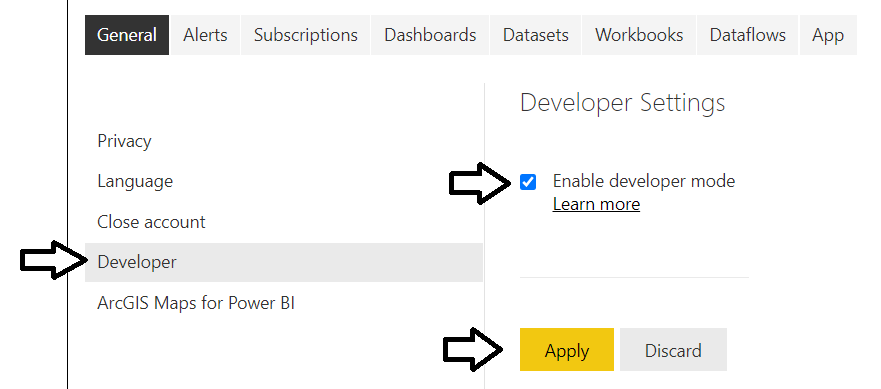 General Alerts Subscriptions Dashboards Datasets Workbooks Dataflows App
Privacy
Language
Close account
Developer
ArcGIS Maps for Power BI
Developer Settings
Enable developer mode
Learn more
Apply Discard